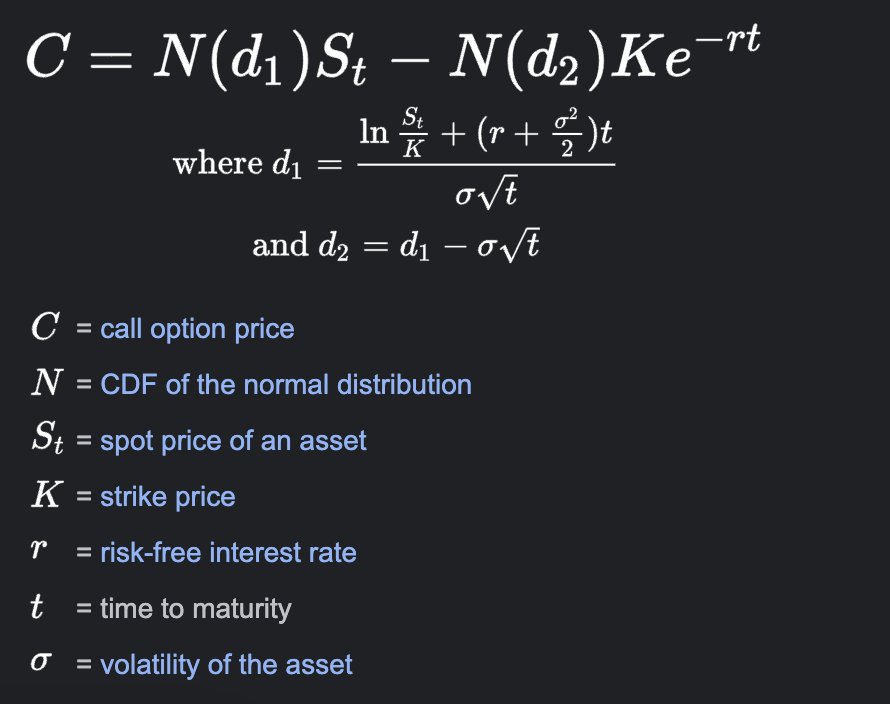 C = N(d₁)Sₜ − N(d₂)Ke⁻ʳᵗ
where d₁ = (ln Sₜ/K + (r + σ²/2)t) / σ√t
and d₂ = d₁ − σ√t
C = call option price
N = CDF of the normal distribution
Sₜ = spot price of an asset
K = strike price
r = risk-free interest rate
t = time to maturity
σ = volatility of the asset